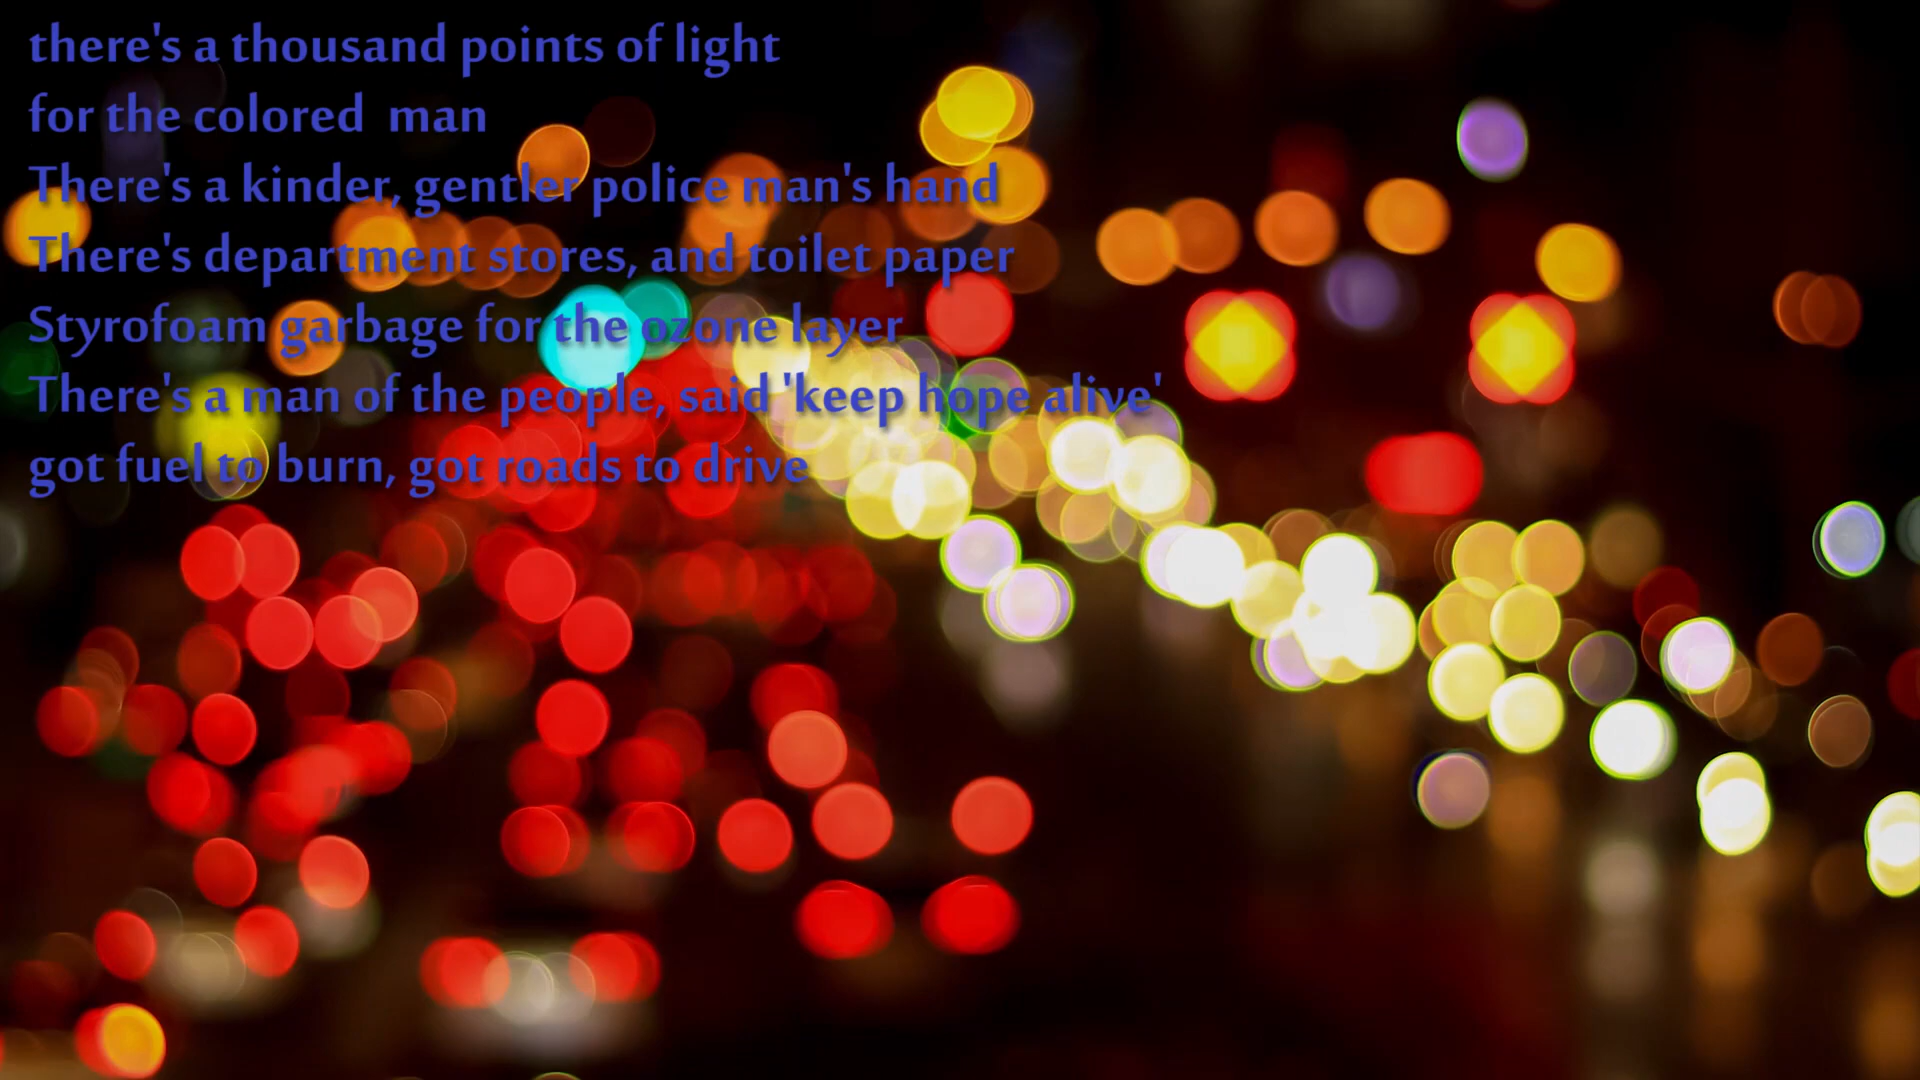 there's a thousand points of light
for the colored  man
There's a kinder, gentler police man's hand
There's department stores, and toilet paper
Styrofoam garbage for the ozone layer
There's a man of the people, said 'keep hope alive'
got fuel to burn, got roads to drive